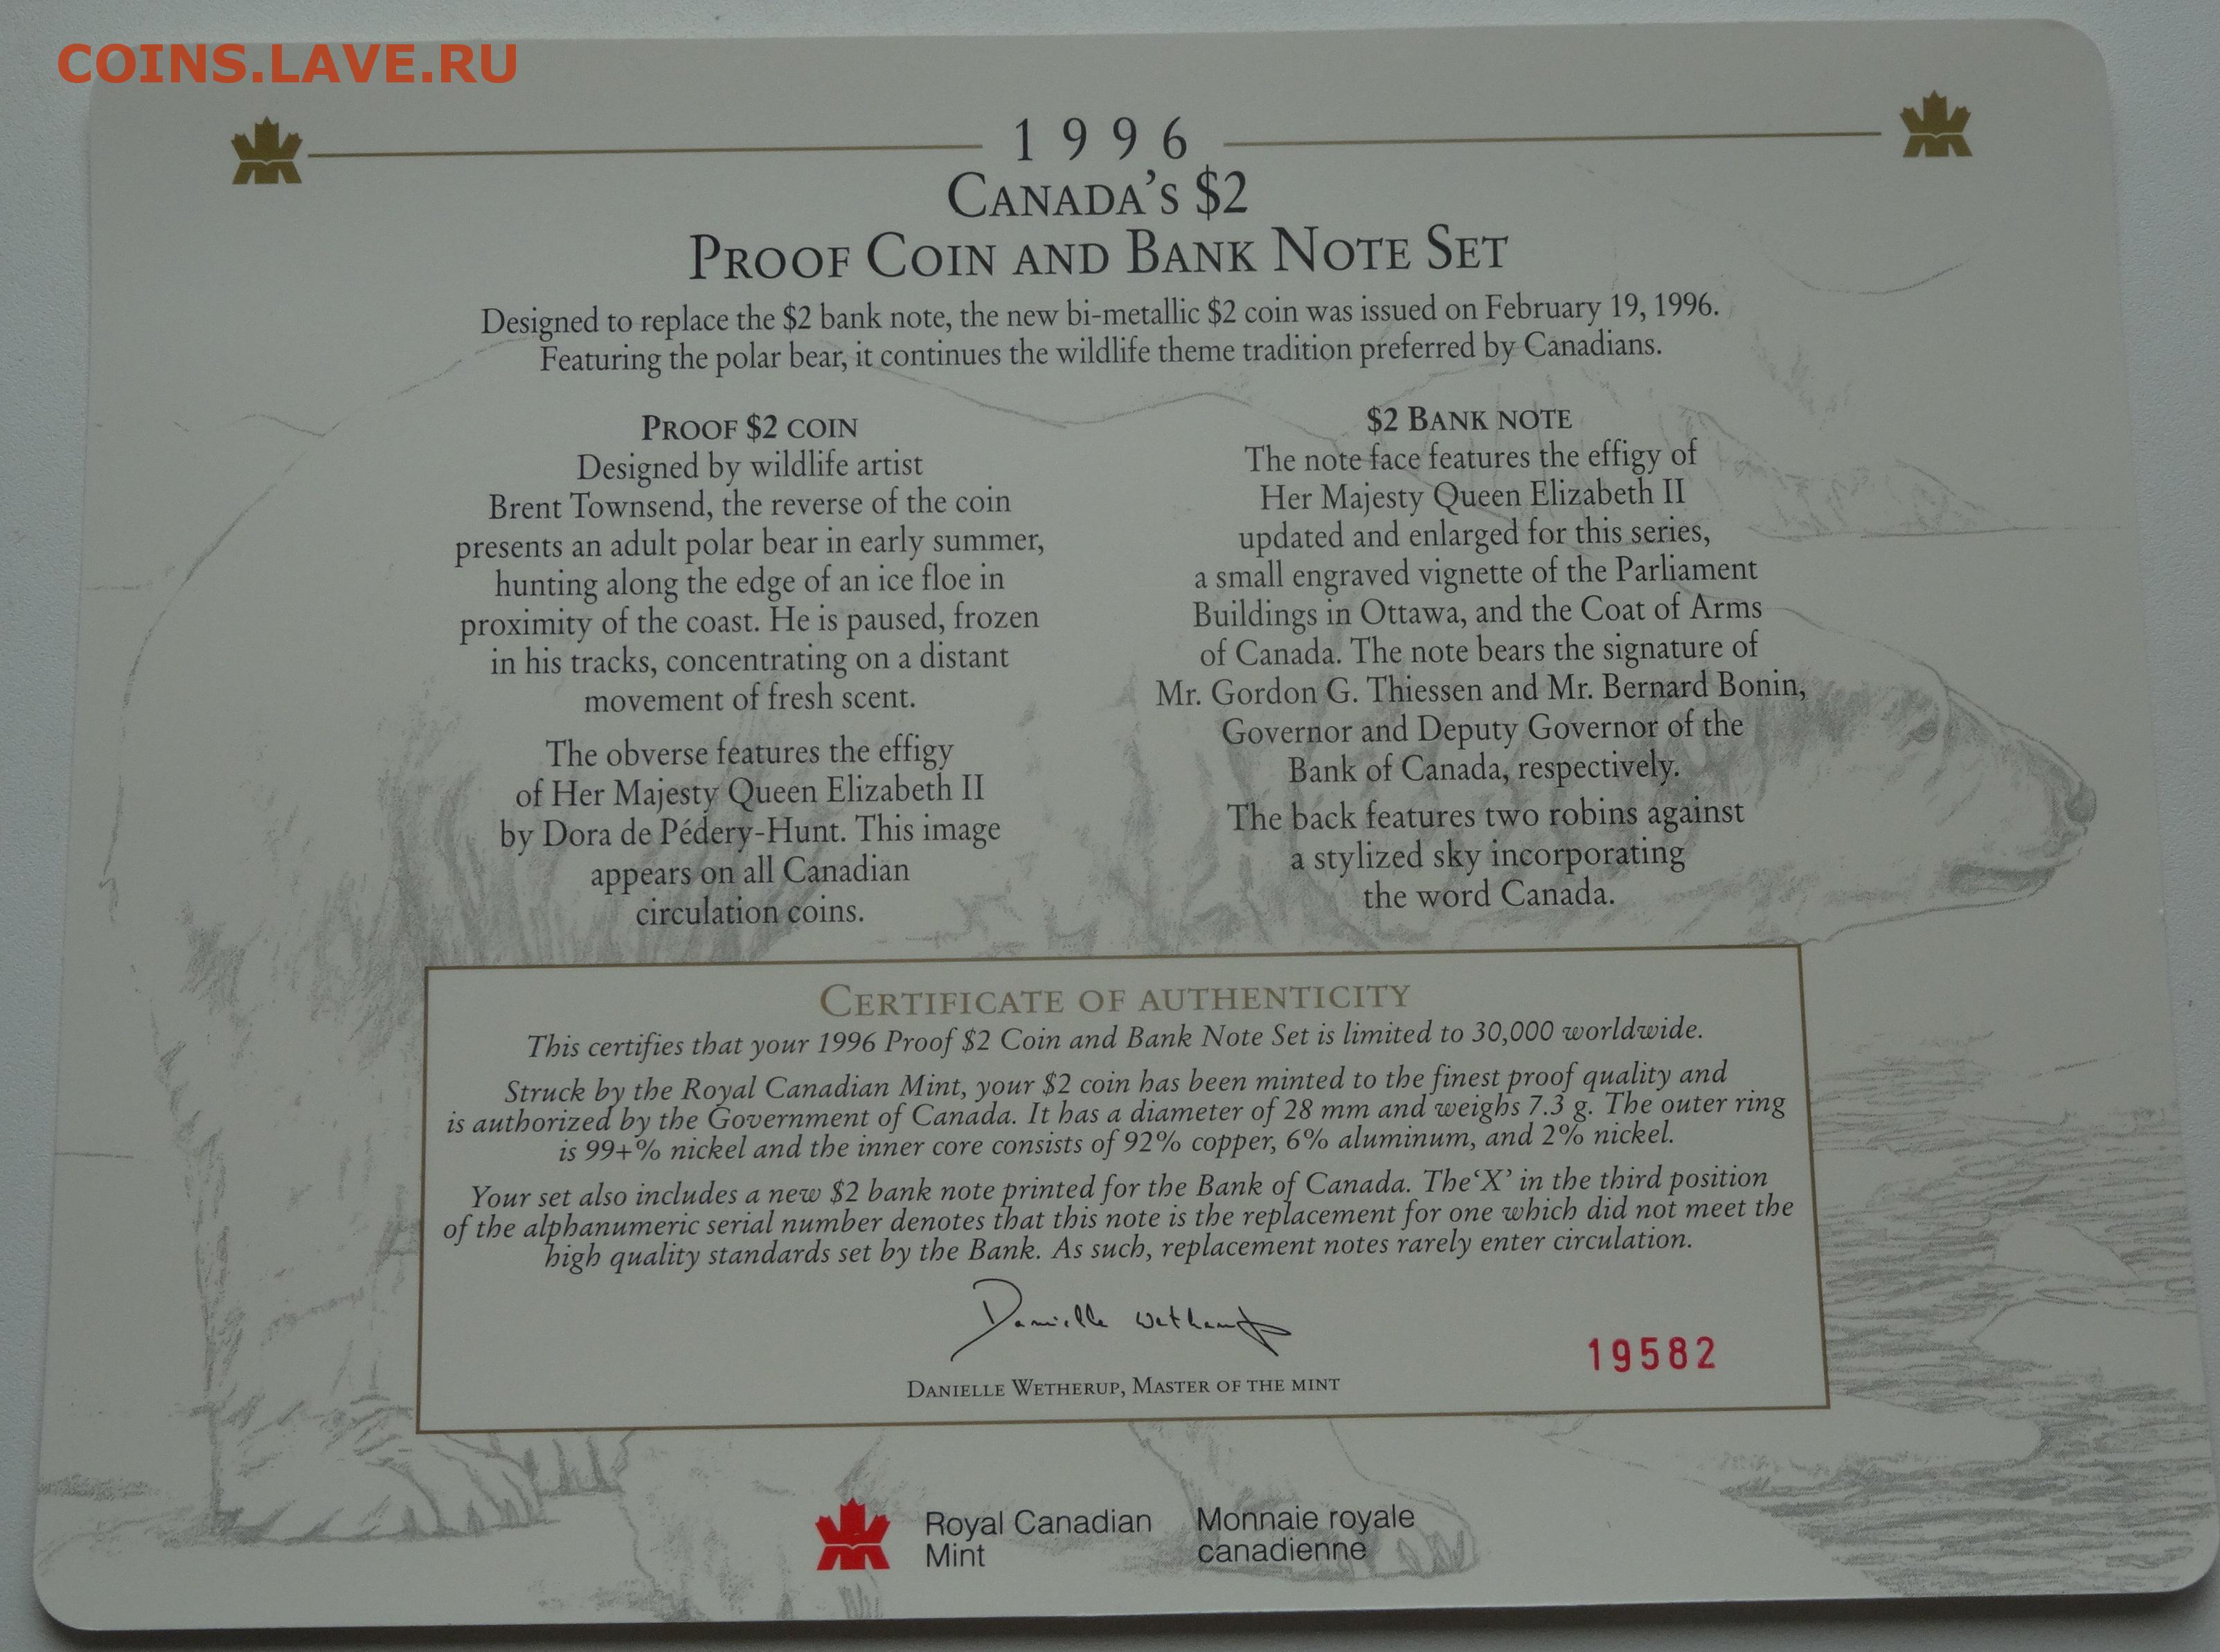 COINS.LAVE.RU
1996
CANADA'S $2
PROOF COIN AND BANK NOTE SET
Designed to replace the $2 bank note, the new bi-metallic $2 coin was issued on February 19, 1996.
Featuring the polar bear, it continues the wildlife theme tradition preferred by Canadians.
PROOF $2 COIN
Designed by wildlife artist
Brent Townsend, the reverse of the coin
presents an adult polar bear in early summer,
hunting along the edge of an ice floe in
proximity of the coast. He is paused, frozen
in his tracks, concentrating on a distant
movement of fresh scent.
The obverse features the effigy
of Her Majesty Queen Elizabeth II
by Dora de Pédery-Hunt. This image
appears on all Canadian
circulation coins.
$2 BANK NOTE
The note face features the effigy of
Her Majesty Queen Elizabeth II
updated and enlarged for this series,
a small engraved vignette of the Parliament
Buildings in Ottawa, and the Coat of Arms
of Canada. The note bears the signature of
Mr. Gordon G. Thiessen and Mr. Bernard Bonin,
Governor and Deputy Governor of the
Bank of Canada, respectively.
The back features two robins against
a stylized sky incorporating
the word Canada.
CERTIFICATE OF AUTHENTICITY
This certifies that your 1996 Proof $2 Coin and Bank Note Set is limited to 30,000 worldwide.
Struck by the Royal Canadian Mint, your $2 coin has been minted to the finest proof quality and
is authorized by the Government of Canada. It has a diameter of 28 mm and weighs 7.3 g. The outer ring
is 99+% nickel and the inner core consists of 92% copper, 6% aluminum, and 2% nickel.
Your set also includes a new $2 bank note printed for the Bank of Canada. The 'X' in the third position
of the alphanumeric serial number denotes that this note is the replacement for one which did not meet the
high quality standards set by the Bank. As such, replacement notes rarely enter circulation.
Danielle Wetherup
19582
DANIELLE WETHERUP, MASTER OF THE MINT
Royal Canadian Mint
Monnaie royale canadienne